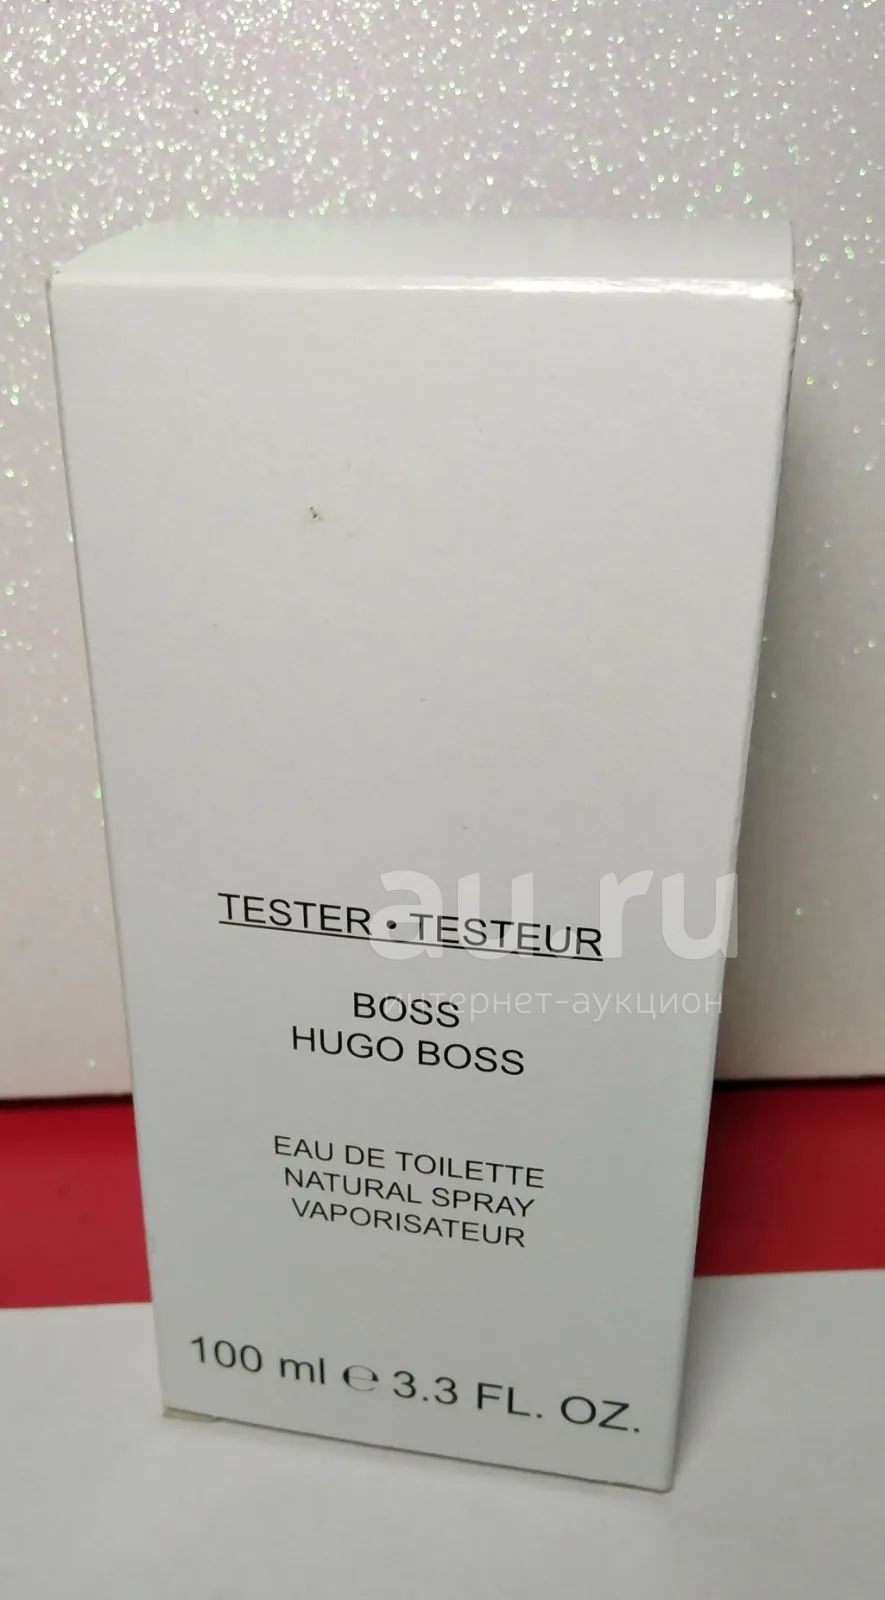 TESTER • TESTEUR
BOSS
HUGO BOSS
EAU DE TOILETTE
NATURAL SPRAY
VAPORISATEUR
100 ml ℮ 3.3 FL. OZ.
au.ru
интернет-аукцион